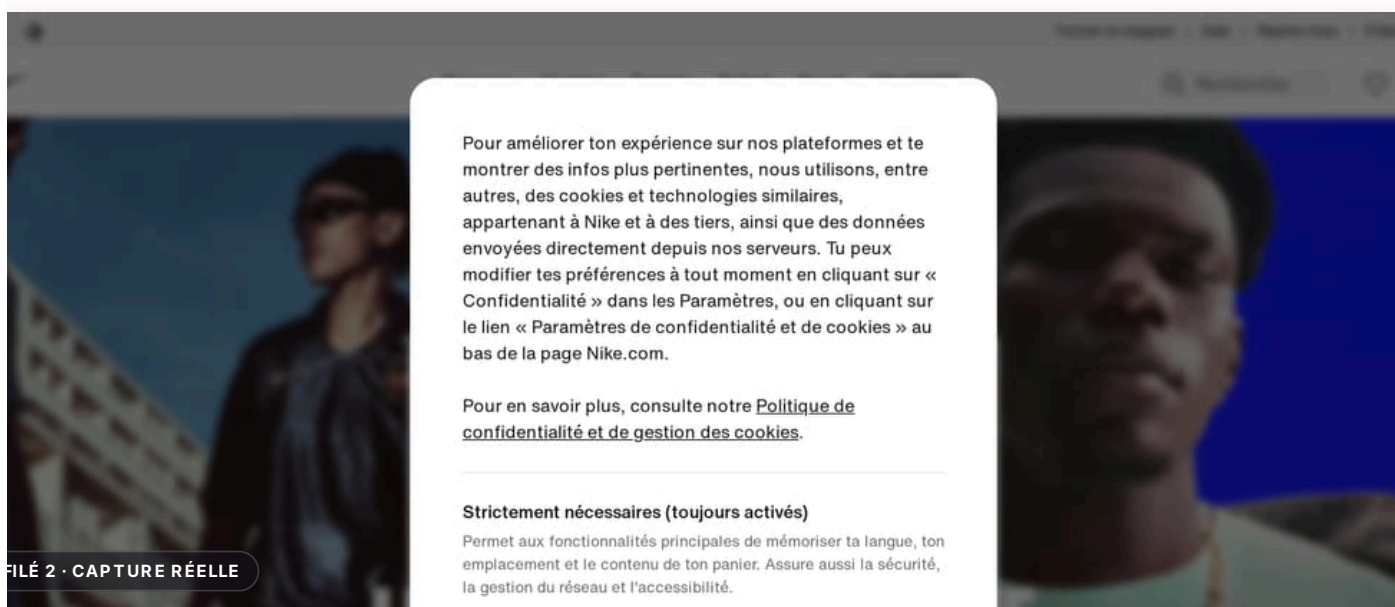 Pour améliorer ton expérience sur nos plateformes et te
montrer des infos plus pertinentes, nous utilisons, entre
autres, des cookies et technologies similaires,
appartenant à Nike et à des tiers, ainsi que des données
envoyées directement depuis nos serveurs. Tu peux
modifier tes préférences à tout moment en cliquant sur «
Confidentialité » dans les Paramètres, ou en cliquant sur
le lien « Paramètres de confidentialité et de cookies » au
bas de la page Nike.com.
Pour en savoir plus, consulte notre Politique de
confidentialité et de gestion des cookies.
Strictement nécessaires (toujours activés)
Permet aux fonctionnalités principales de mémoriser ta langue, ton
emplacement et le contenu de ton panier. Assure aussi la sécurité,
la gestion du réseau et l'accessibilité.
FILÉ 2 · CAPTURE RÉELLE